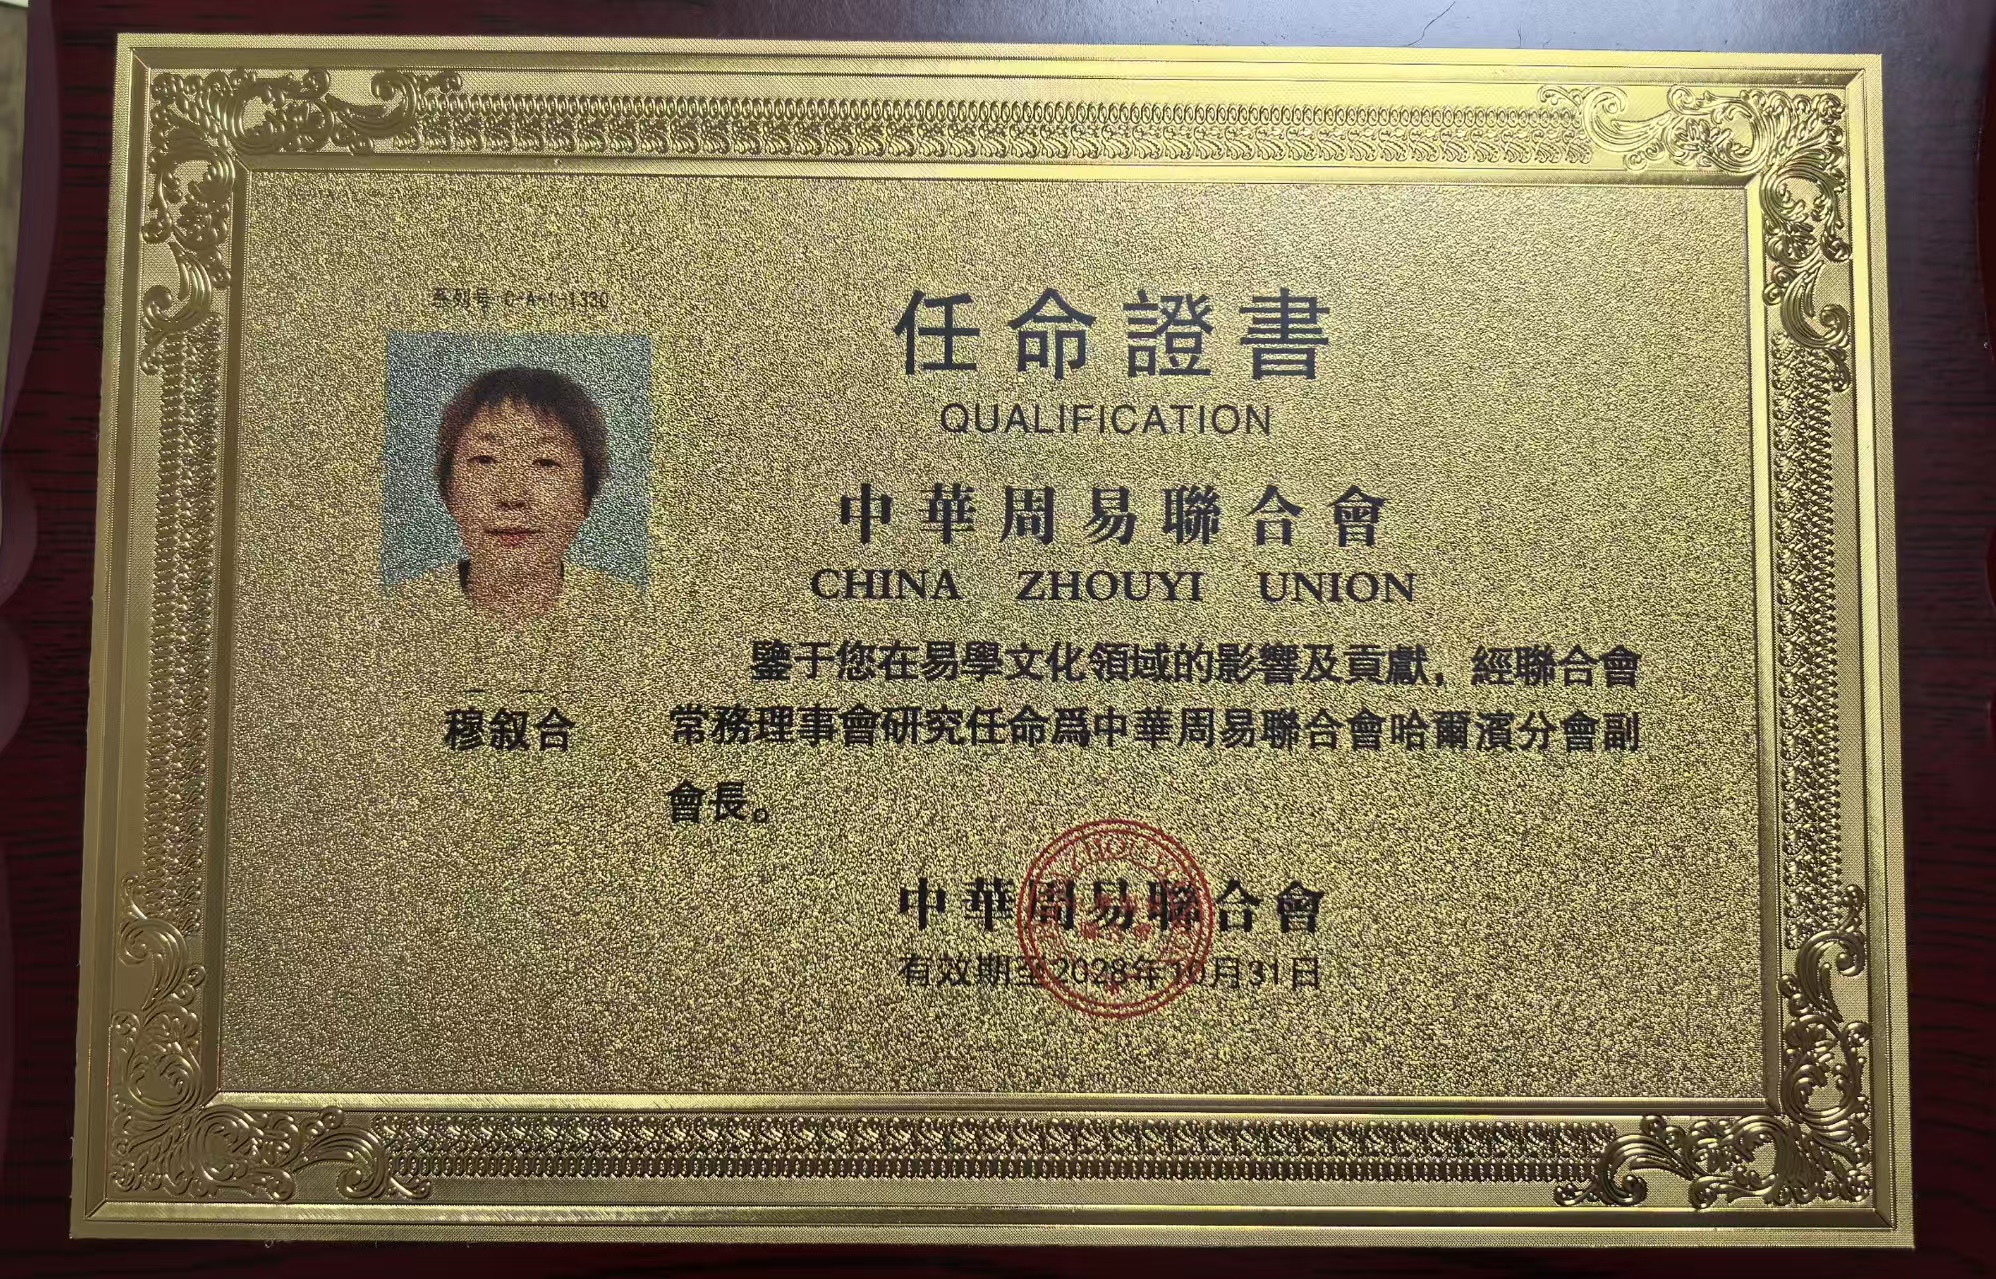 系列号 C-A-1-1330
任命證書
QUALIFICATION
中華周易聯合會
CHINA ZHOUYI UNION
鑒于您在易學文化領域的影響及貢獻，經聯合會
常務理事會研究任命爲中華周易聯合會哈爾濱分會副
會長。
穆叙合
中華周易聯合會
有效期至2028年10月31日
ZHOUYI